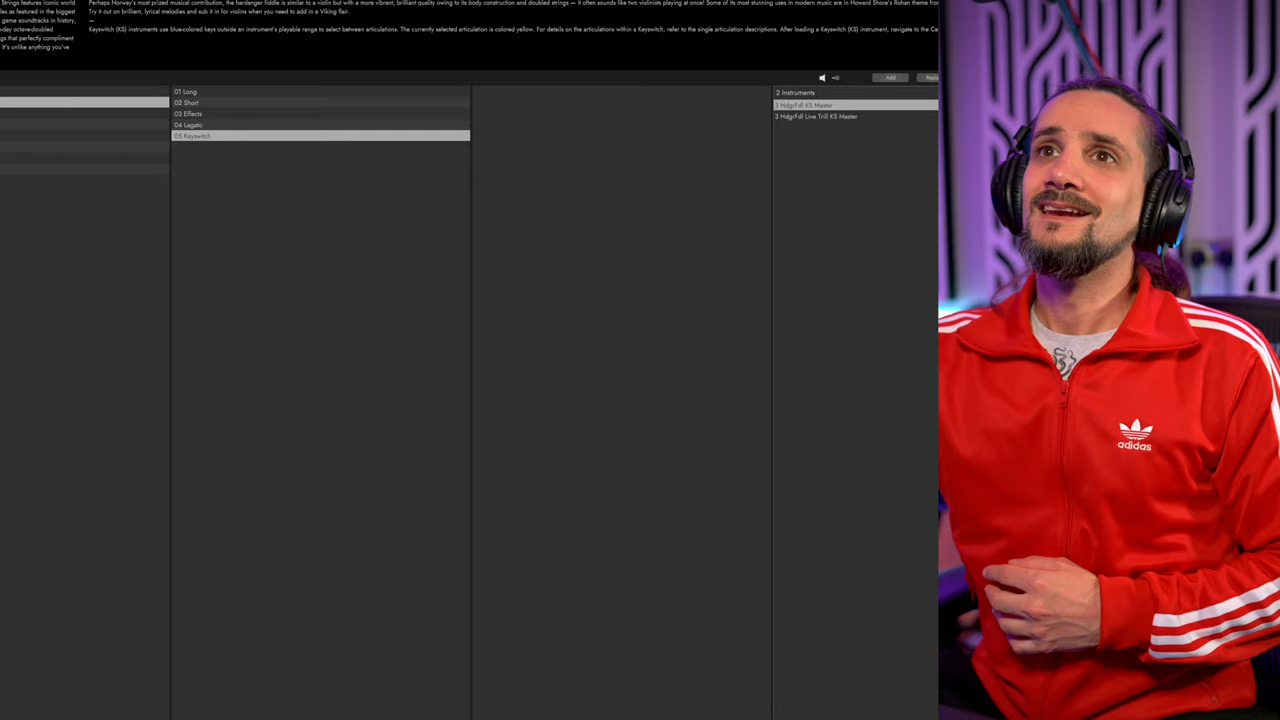 Strings features iconic world
les as featured in the biggest
game soundtracks in history,
-day octave-doubled
gs that perfectly compliment
It's unlike anything you've
Perhaps Norway's most prized musical contribution, the hardanger fiddle is similar to a violin but with a more vibrant, brilliant quality owing to its body construction and doubled strings — it often sounds like two violinists playing at once! Some of its most stunning uses in modern music are in Howard Shore's Rohan theme from
Try it out on brilliant, lyrical melodies and sub it in for violins when you need to add in a Viking flair.
—
Keyswitch (KS) instruments use blue-colored keys outside an instrument's playable range to select between articulations. The currently selected articulation is colored yellow. For details on the articulations within a Keyswitch, refer to the single articulation descriptions. After loading a Keyswitch (KS) instrument, navigate to the Ce
Add
Repla
01 Long
02 Short
03 Effects
04 Legato
05 Keyswitch
2 Instruments
3 HdgrFdl KS Master
3 HdgrFdl Live Trill KS Master
adidas